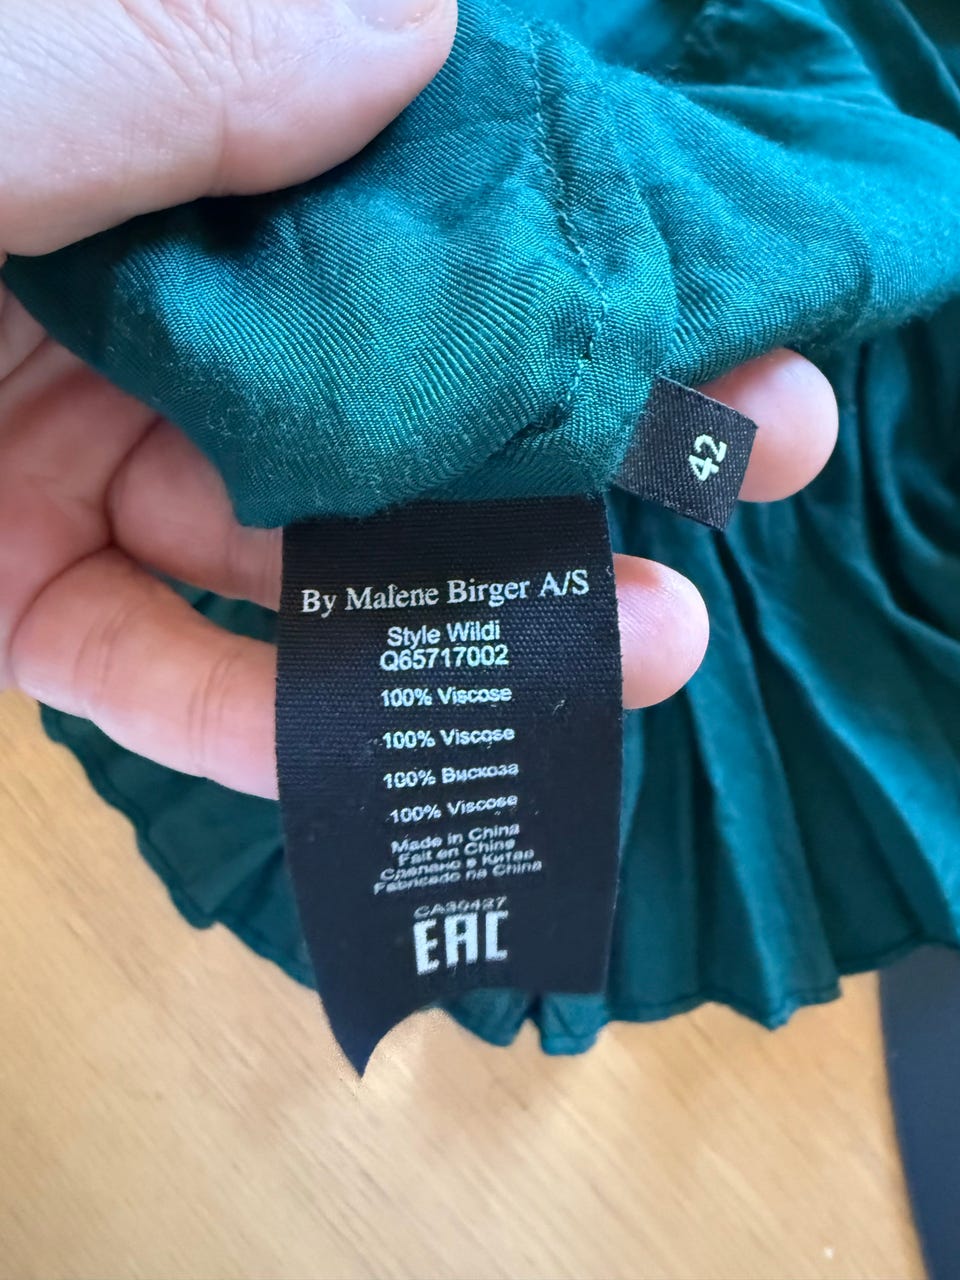 42
By Malene Birger A/S
Style Wildi
Q65717002
100% Viscose
100% Viscose
100% Вискоза
100% Viscose
Made in China
Fait en Chine
Сделано в Китае
Fabricado na China
CA30427
EAC